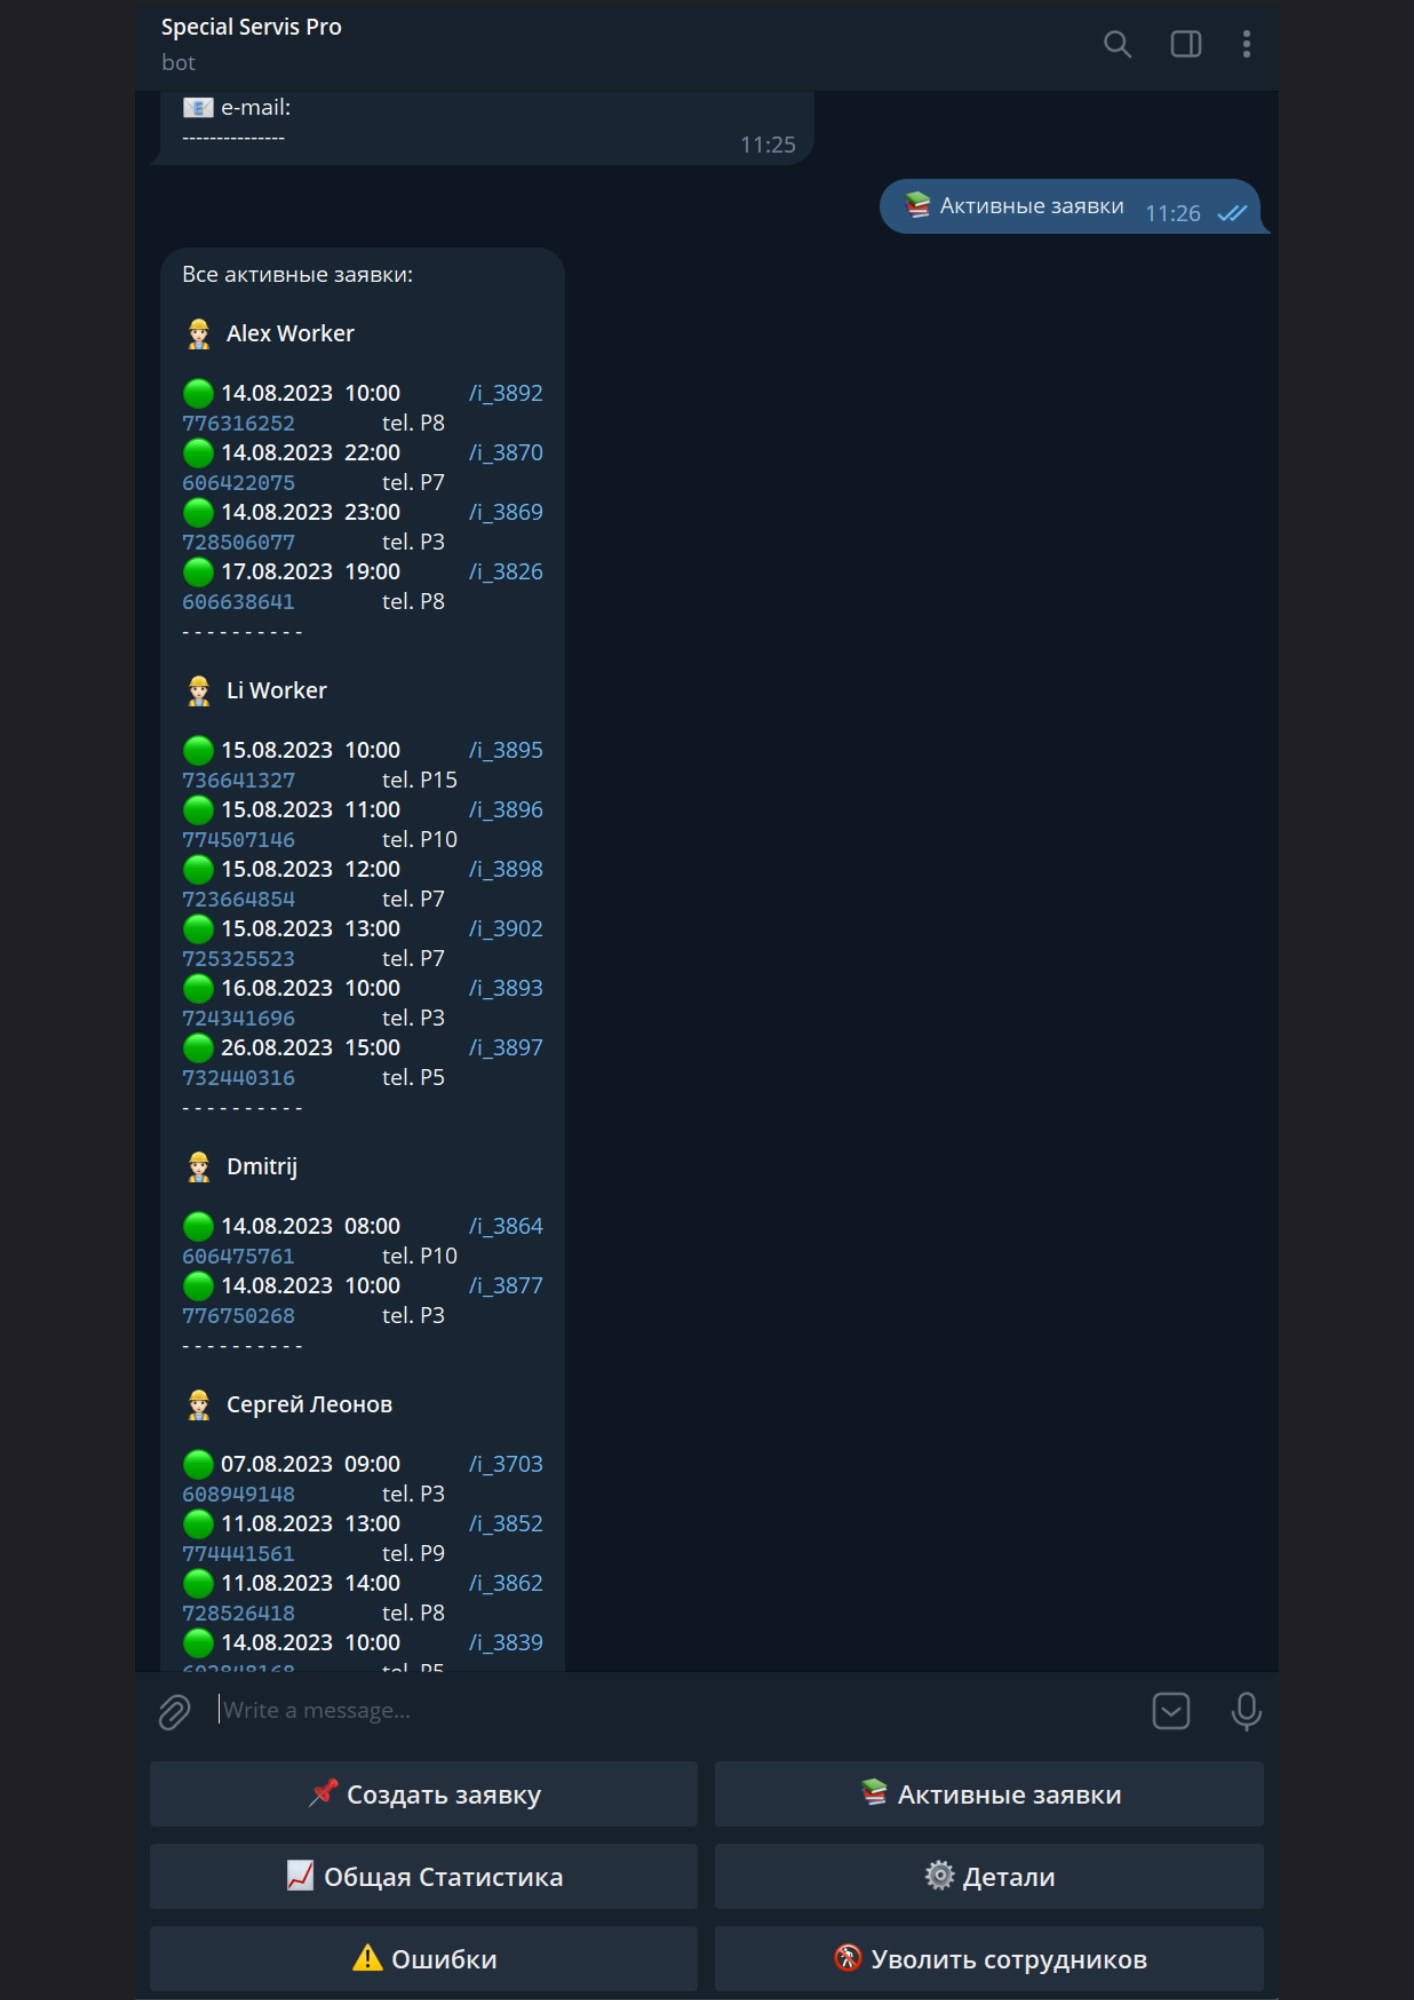 Special Servis Pro
bot
e-mail:
---------------
11:25
Активные заявки 11:26
Все активные заявки:
Alex Worker
14.08.2023 10:00 /i_3892
776316252 tel. P8
14.08.2023 22:00 /i_3870
606422075 tel. P7
14.08.2023 23:00 /i_3869
728506077 tel. P3
17.08.2023 19:00 /i_3826
606638641 tel. P8
- - - - - - - - - -
Li Worker
15.08.2023 10:00 /i_3895
736641327 tel. P15
15.08.2023 11:00 /i_3896
774507146 tel. P10
15.08.2023 12:00 /i_3898
723664854 tel. P7
15.08.2023 13:00 /i_3902
725325523 tel. P7
16.08.2023 10:00 /i_3893
724341696 tel. P3
26.08.2023 15:00 /i_3897
732440316 tel. P5
- - - - - - - - - -
Dmitrij
14.08.2023 08:00 /i_3864
606475761 tel. P10
14.08.2023 10:00 /i_3877
776750268 tel. P3
- - - - - - - - - -
Сергей Леонов
07.08.2023 09:00 /i_3703
608949148 tel. P3
11.08.2023 13:00 /i_3852
774441561 tel. P9
11.08.2023 14:00 /i_3862
728526418 tel. P8
14.08.2023 10:00 /i_3839
tel.
Write a message...
Создать заявку
Активные заявки
Общая Статистика
Детали
Ошибки
Уволить сотрудников